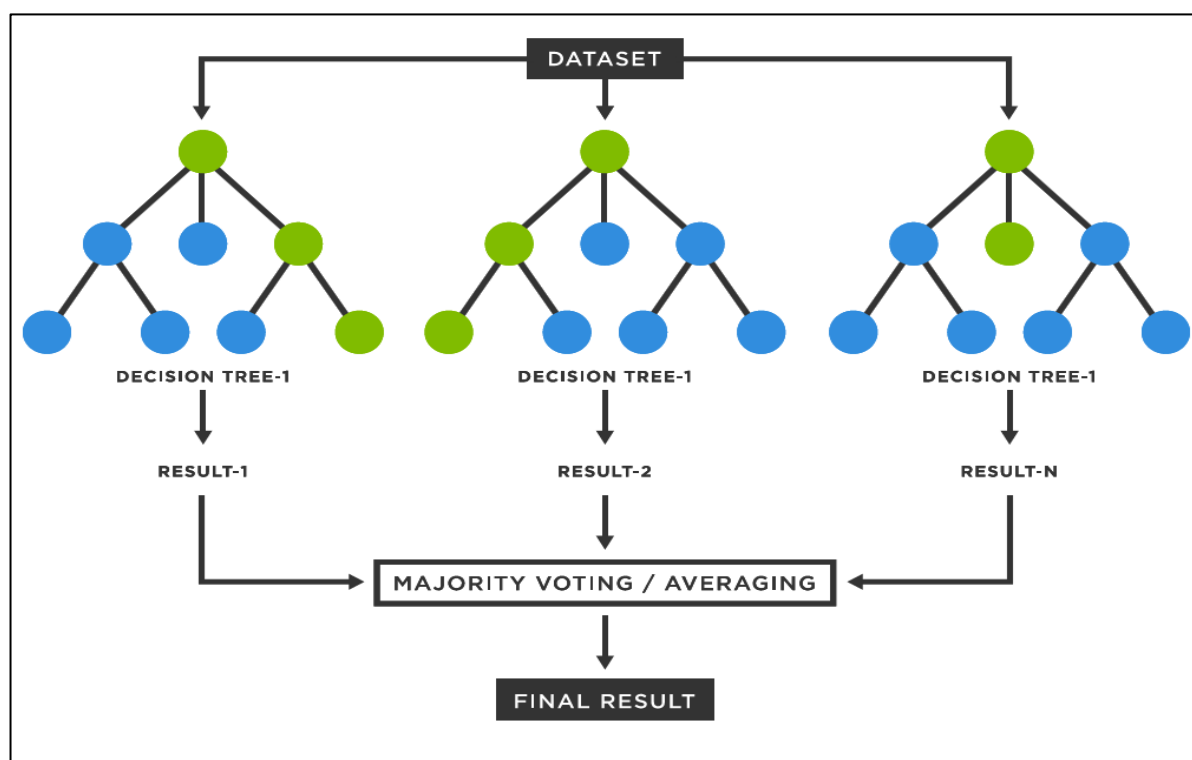 DATASET
DECISION TREE-1
DECISION TREE-1
DECISION TREE-1
RESULT-1
RESULT-2
RESULT-N
MAJORITY VOTING / AVERAGING
FINAL RESULT